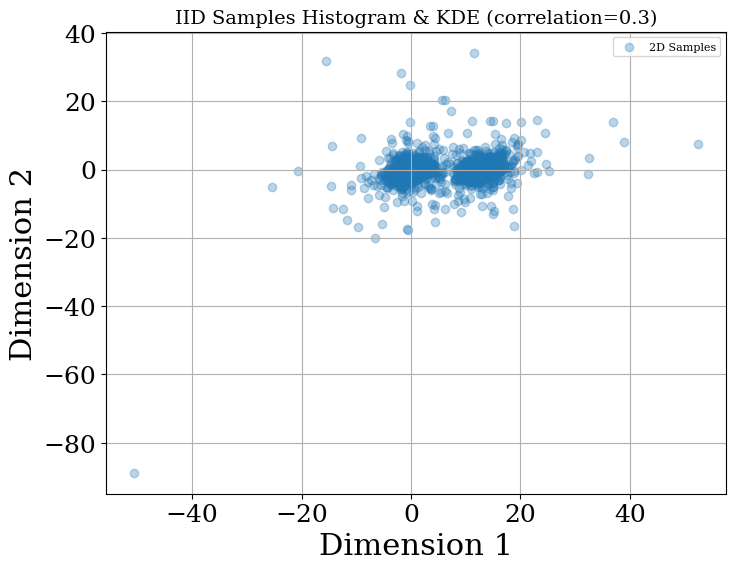 IID Samples Histogram & KDE (correlation=0.3)
2D Samples
Dimension 2
40
20
0
−20
−40
−60
−80
−40 −20 0 20 40
Dimension 1